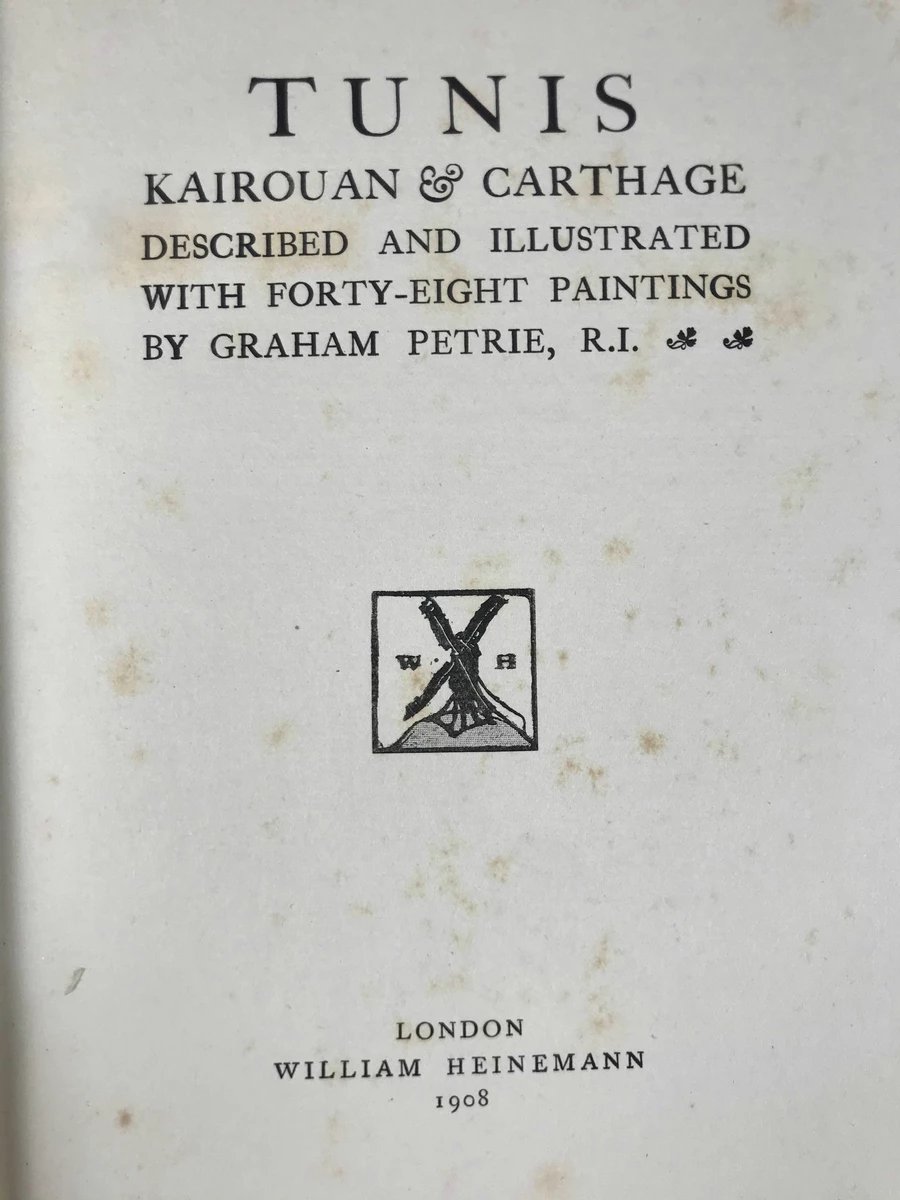 TUNIS
KAIROUAN & CARTHAGE
DESCRIBED AND ILLUSTRATED
WITH FORTY-EIGHT PAINTINGS
BY GRAHAM PETRIE, R.I.
W H
LONDON
WILLIAM HEINEMANN
1908